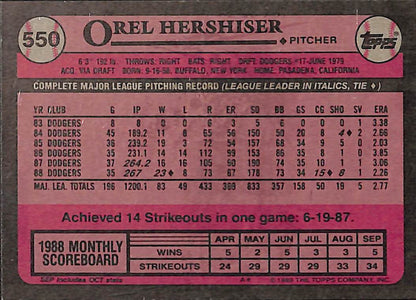 550 OREL HERSHISER
PITCHER
Topps
6'3" 192 lb. THROWS: RIGHT BATS: RIGHT DRFT: DODGERS #17-JUNE 1979
ACQ: VIA DRAFT BORN: 9-16-58, BUFFALO, NEW YORK HOME: PASADENA, CALIFORNIA
COMPLETE MAJOR LEAGUE PITCHING RECORD (LEAGUE LEADER IN ITALICS, TIE ♦)
YR CLUB G IP W L R ER SO BB GS CG SHO SV ERA
83 DODGERS 8 8 0 0 6 3 5 6 0 0 0 1 3.38
84 DODGERS 45 189.2 11 8 65 56 150 50 20 8 4♦ 2 2.66
85 DODGERS 36 239.2 19 3 72 54 157 68 34 9 5 0 2.03
86 DODGERS 35 231.1 14 14 112 99 153 86 35 8 1 0 3.85
87 DODGERS 37 264.2 16 16 105 90 190 74 35 10 1 1 3.06
88 DODGERS 35 267 23♦ 8 73 67 178 73 34 15♦ 8 1 2.26
MAJ. LEA. TOTALS 196 1200.1 83 49 433 369 833 357 158 50 19 5 2.77
Achieved 14 Strikeouts in one game: 6-19-87.
1988 MONTHLY SCOREBOARD
APR MAY JUN JUL AUG SEP
WINS 5 2 5 3 3 5
STRIKEOUTS 24 29 29 29 33 34
SEP includes OCT stats
A* © 1989 THE TOPPS COMPANY, INC.